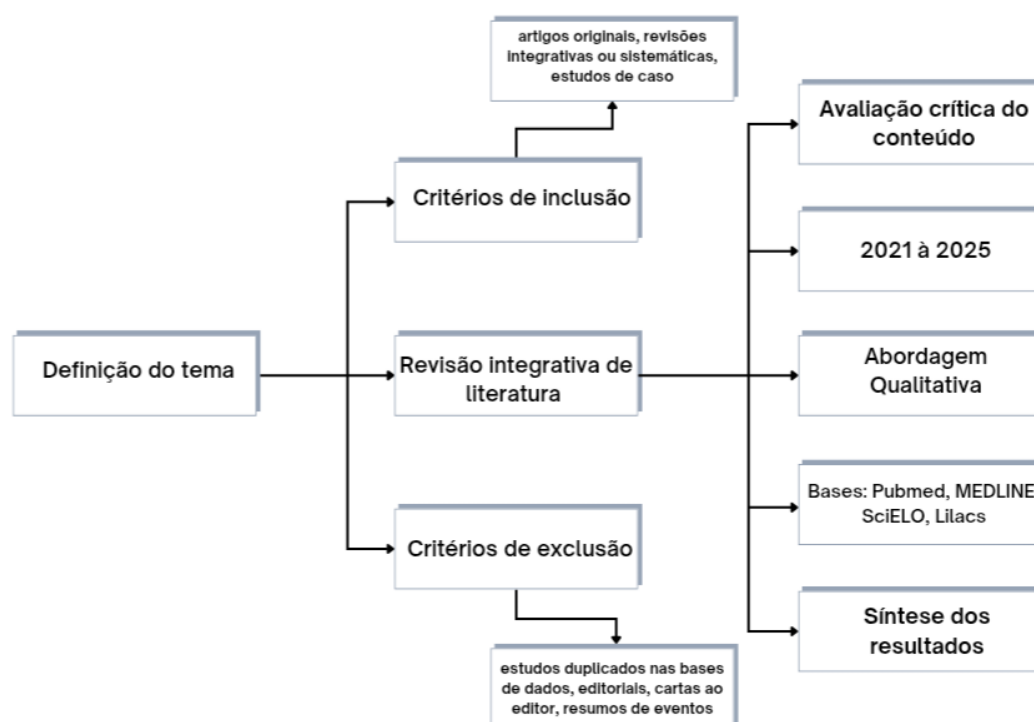 artigos originais, revisões
integrativas ou sistemáticas,
estudos de caso
Avaliação crítica do
conteúdo
Critérios de inclusão
2021 à 2025
Definição do tema
Revisão integrativa de
literatura
Abordagem
Qualitativa
Bases: Pubmed, MEDLINE
SciELO, Lilacs
Critérios de exclusão
Síntese dos
resultados
estudos duplicados nas bases
de dados, editoriais, cartas ao
editor, resumos de eventos